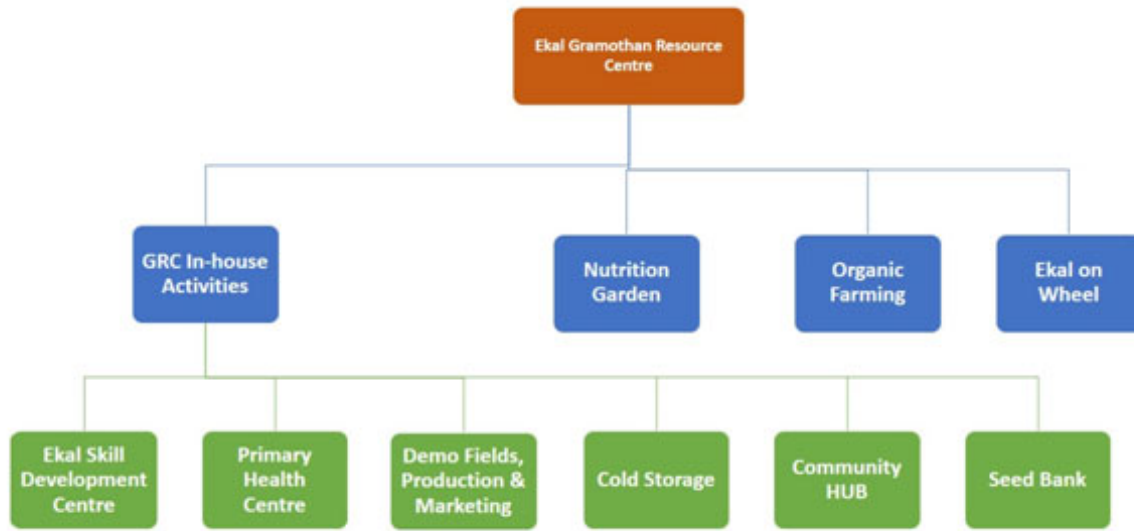 Ekal Gramothan Resource
Centre
GRC In-house
Activities
Nutrition
Garden
Organic
Farming
Ekal on
Wheel
Ekal Skill
Development
Centre
Primary
Health
Centre
Demo Fields,
Production &
Marketing
Cold Storage
Community
HUB
Seed Bank